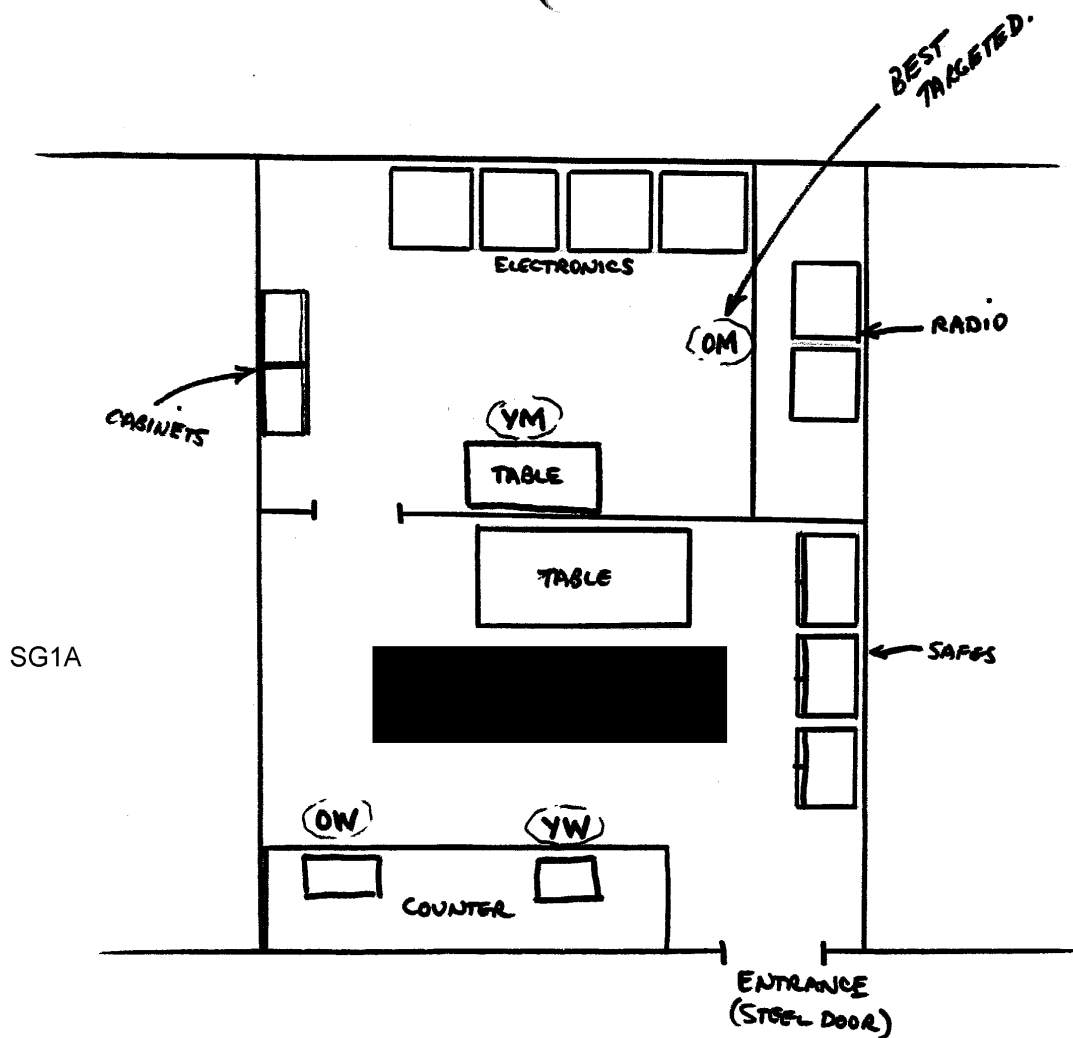 BEST
TARGETED.
ELECTRONICS
OM
RADIO
CABINETS
YM
TABLE
TABLE
SG1A
SAFES
OW
YW
COUNTER
ENTRANCE
(STEEL DOOR)